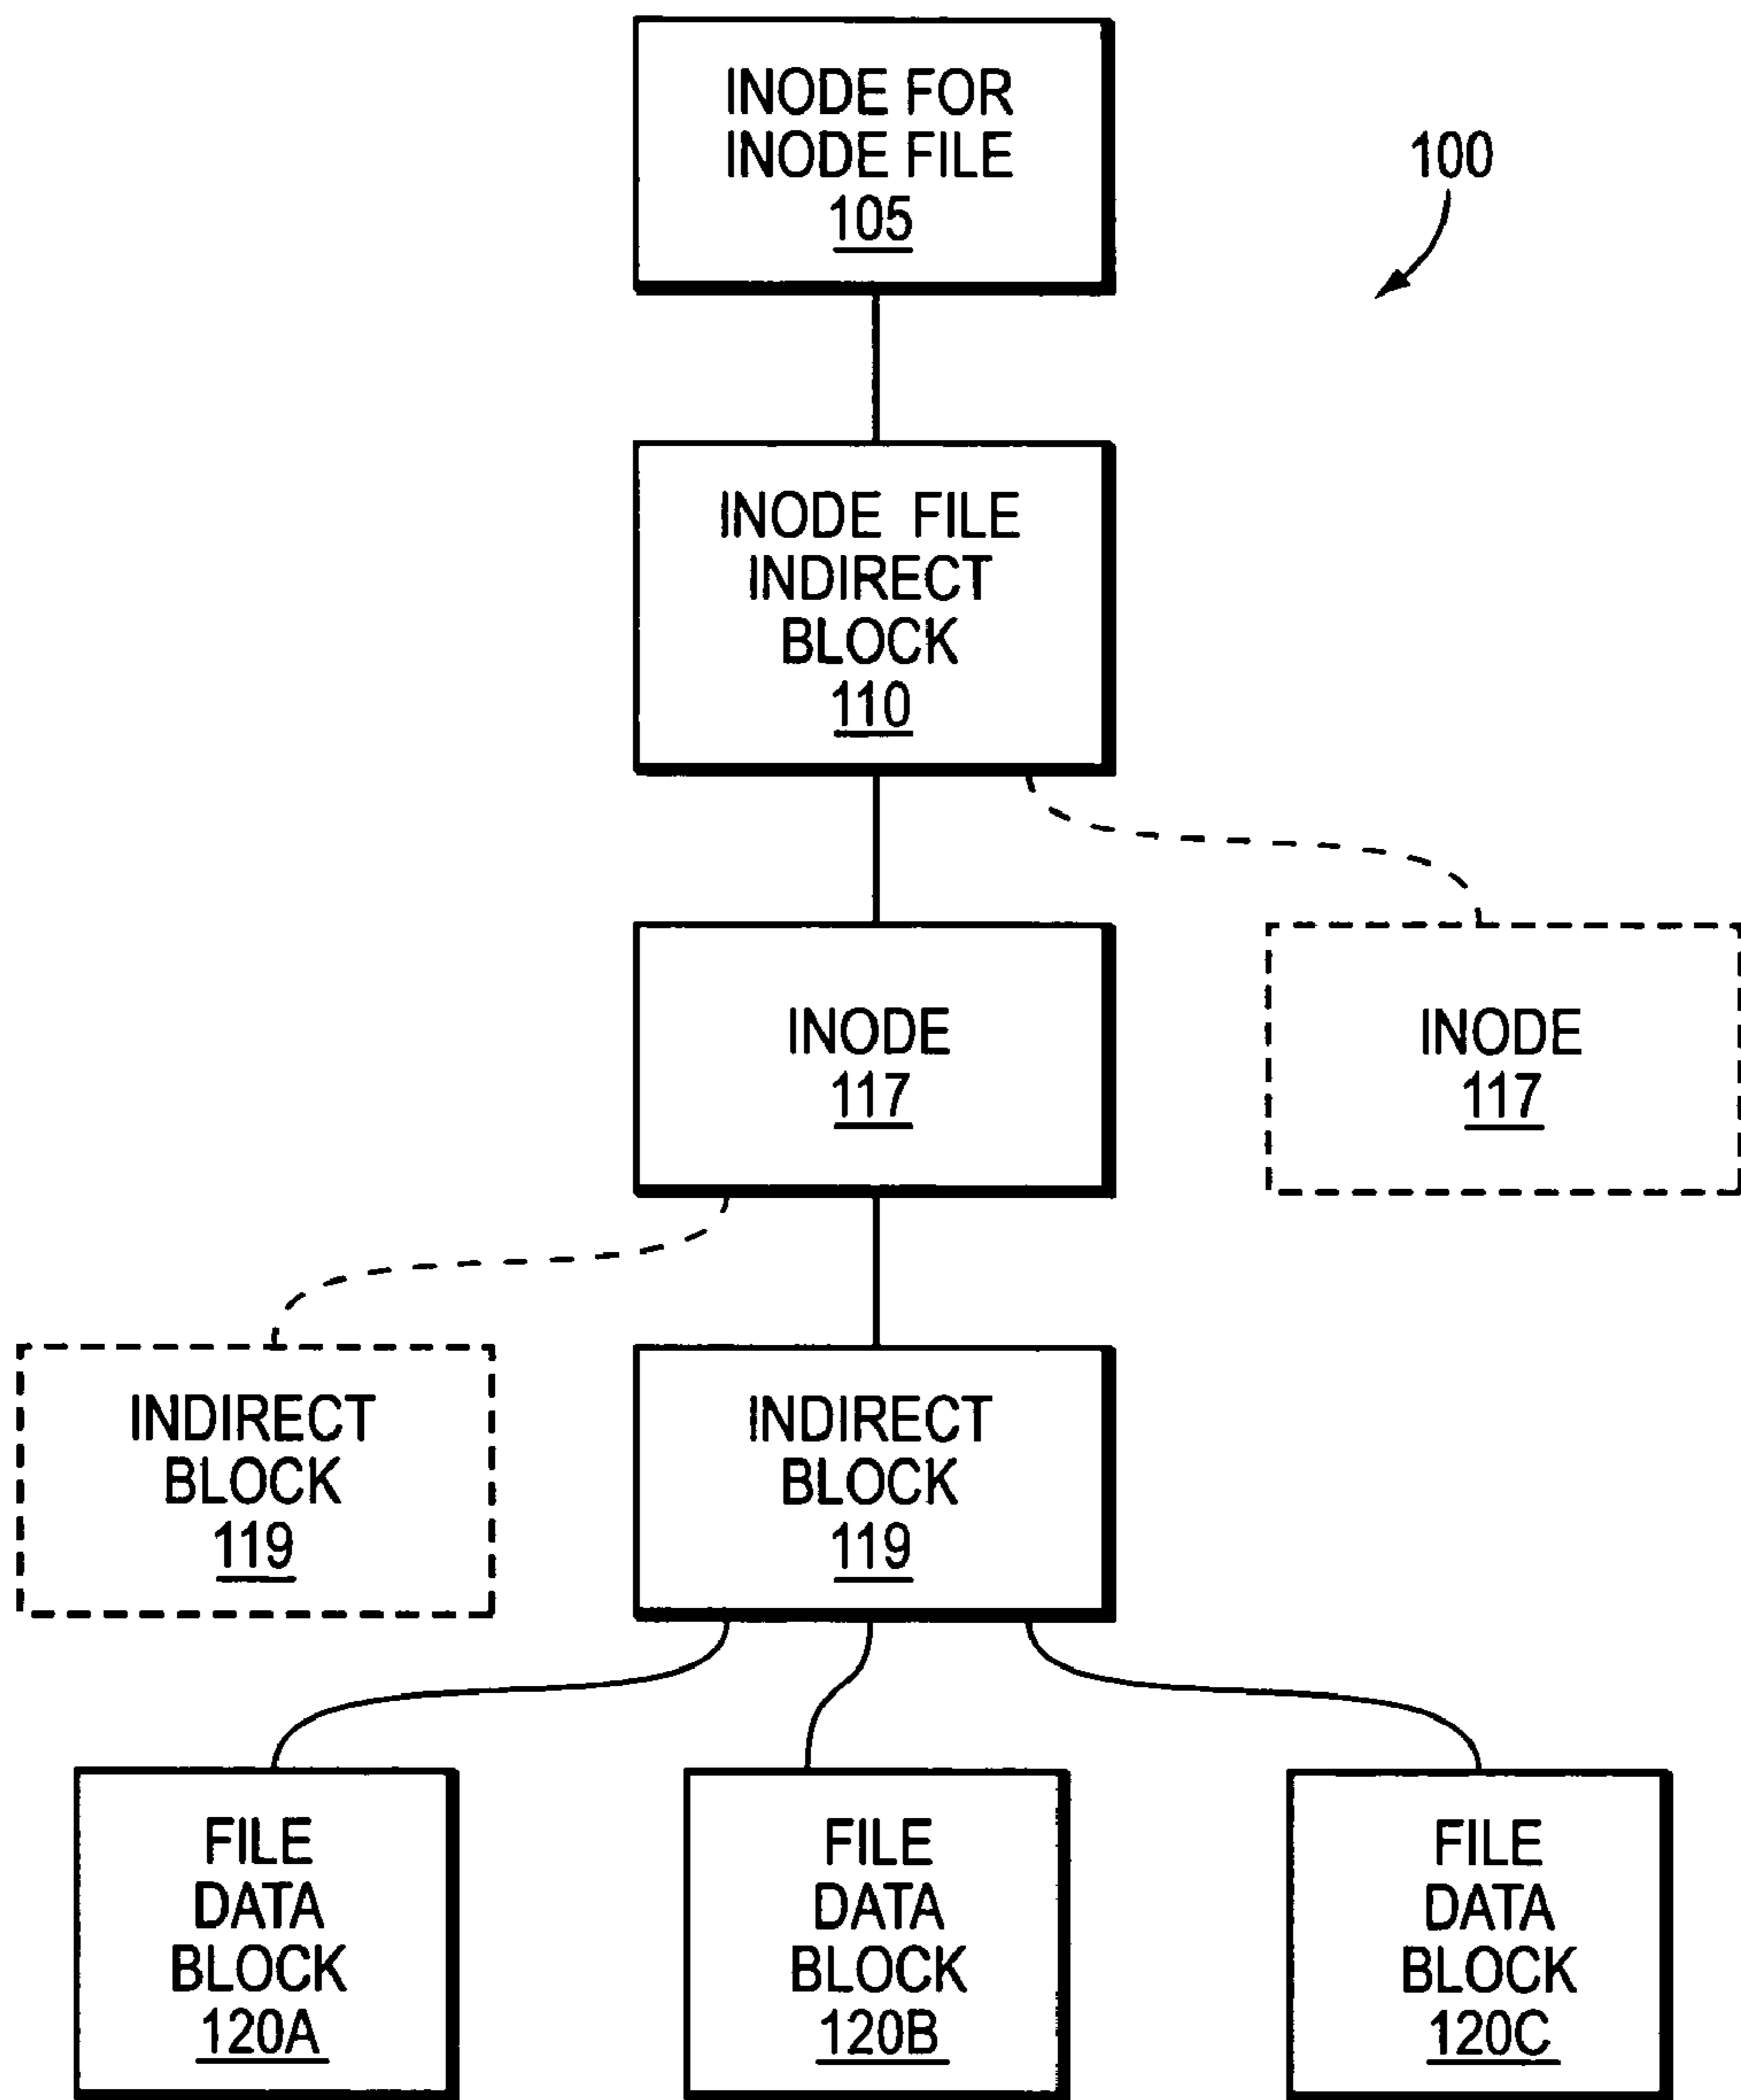 INODE FOR
INODE FILE
105
100
INODE FILE
INDIRECT
BLOCK
110
INODE
117
INODE
117
INDIRECT
BLOCK
119
INDIRECT
BLOCK
119
FILE
DATA
BLOCK
120A
FILE
DATA
BLOCK
120B
FILE
DATA
BLOCK
120C